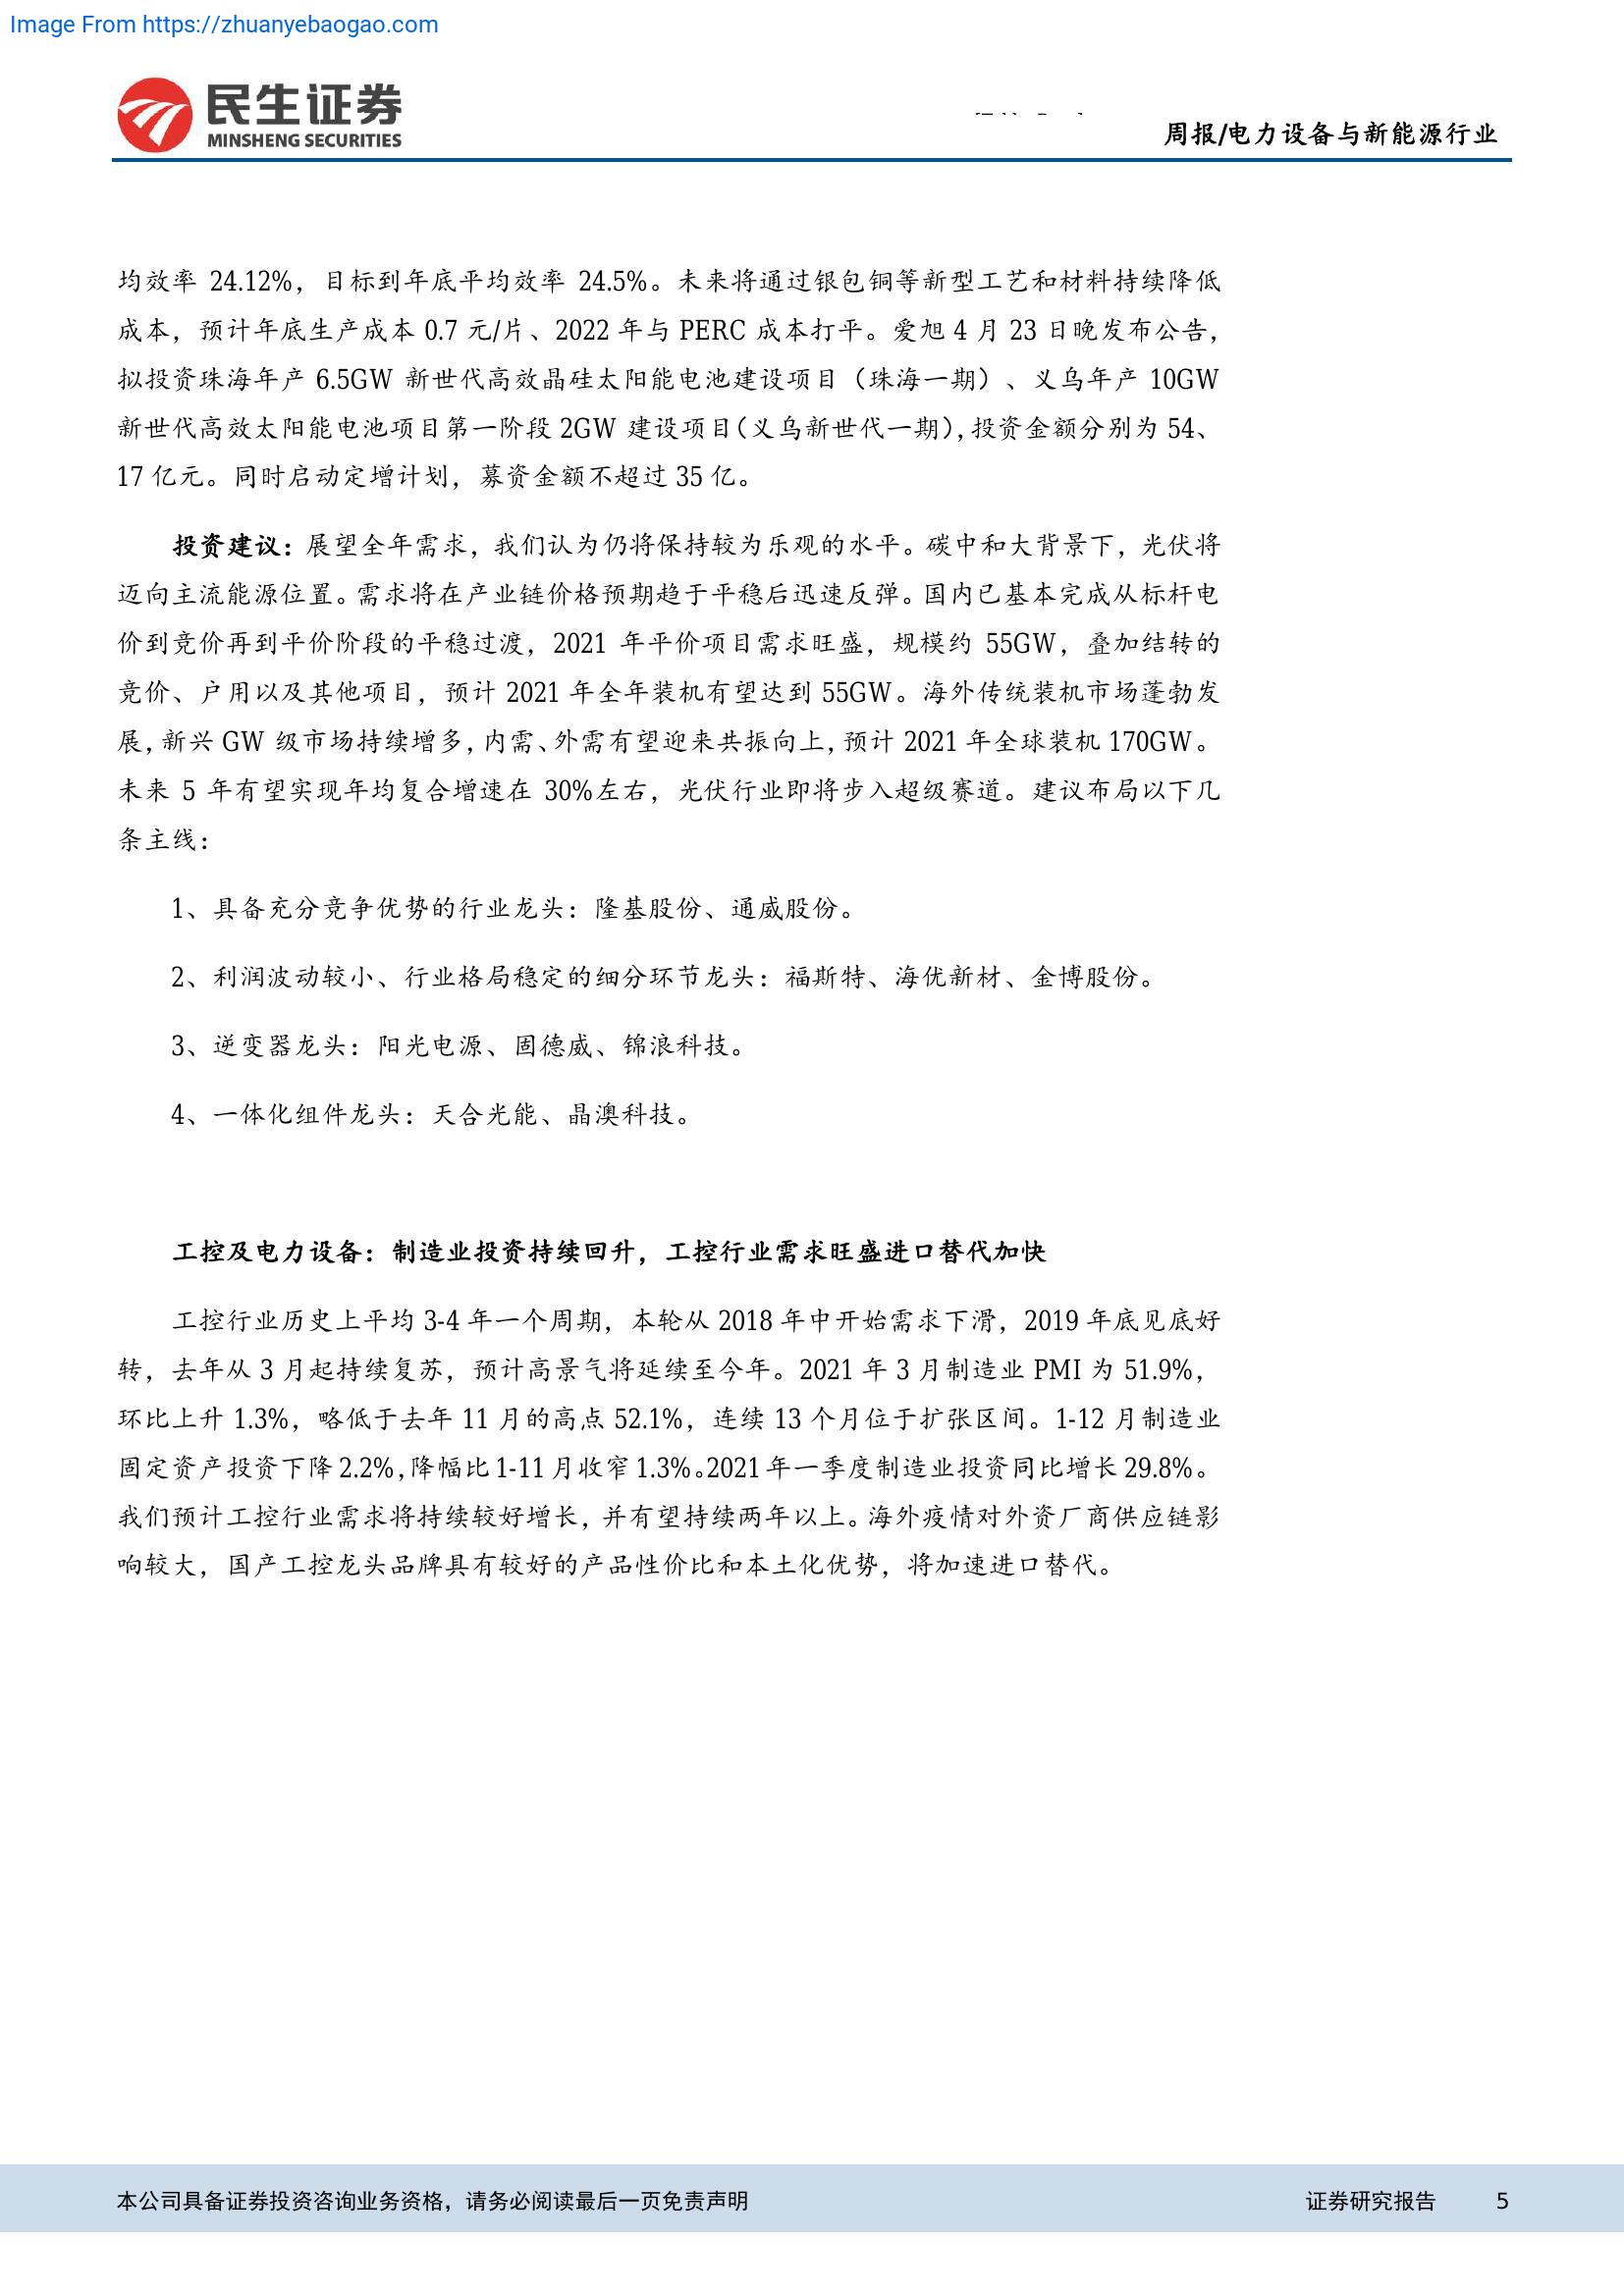 Image From https://zhuanyebaogao.com
民生证券
MINSHENG SECURITIES
周报/电力设备与新能源行业
均效率 24.12%，目标到年底平均效率 24.5%。未来将通过银包铜等新型工艺和材料持续降低
成本，预计年底生产成本 0.7 元/片、2022 年与 PERC 成本打平。爱旭 4 月 23 日晚发布公告，
拟投资珠海年产 6.5GW 新世代高效晶硅太阳能电池建设项目（珠海一期）、义乌年产 10GW
新世代高效太阳能电池项目第一阶段 2GW 建设项目（义乌新世代一期），投资金额分别为 54、
17 亿元。同时启动定增计划，募资金额不超过 35 亿。
投资建议：展望全年需求，我们认为仍将保持较为乐观的水平。碳中和大背景下，光伏将
迈向主流能源位置。需求将在产业链价格预期趋于平稳后迅速反弹。国内已基本完成从标杆电
价到竞价再到平价阶段的平稳过渡，2021 年平价项目需求旺盛，规模约 55GW，叠加结转的
竞价、户用以及其他项目，预计 2021 年全年装机有望达到 55GW。海外传统装机市场蓬勃发
展，新兴 GW 级市场持续增多，内需、外需有望迎来共振向上，预计 2021 年全球装机 170GW。
未来 5 年有望实现年均复合增速在 30%左右，光伏行业即将步入超级赛道。建议布局以下几
条主线：
1、具备充分竞争优势的行业龙头：隆基股份、通威股份。
2、利润波动较小、行业格局稳定的细分环节龙头：福斯特、海优新材、金博股份。
3、逆变器龙头：阳光电源、固德威、锦浪科技。
4、一体化组件龙头：天合光能、晶澳科技。
工控及电力设备：制造业投资持续回升，工控行业需求旺盛进口替代加快
工控行业历史上平均 3-4 年一个周期，本轮从 2018 年中开始需求下滑，2019 年底见底好
转，去年从 3 月起持续复苏，预计高景气将延续至今年。2021 年 3 月制造业 PMI 为 51.9%，
环比上升 1.3%，略低于去年 11 月的高点 52.1%，连续 13 个月位于扩张区间。1-12 月制造业
固定资产投资下降 2.2%，降幅比 1-11 月收窄 1.3%。2021 年一季度制造业投资同比增长 29.8%。
我们预计工控行业需求将持续较好增长，并有望持续两年以上。海外疫情对外资厂商供应链影
响较大，国产工控龙头品牌具有较好的产品性价比和本土化优势，将加速进口替代。
本公司具备证券投资咨询业务资格，请务必阅读最后一页免责声明
证券研究报告 5